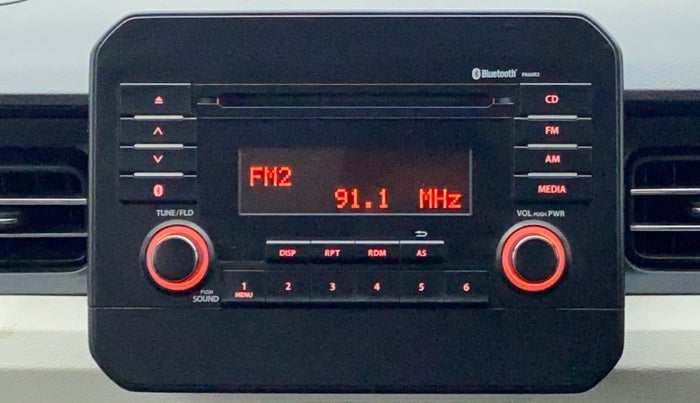 Bluetooth PA66R2
CD
FM
AM
MEDIA
FM2
91.1 MHz
TUNE/FLD
VOL PUSH PWR
DISP RPT RDM AS
PUSH
SOUND
1 2 3 4 5 6
MENU